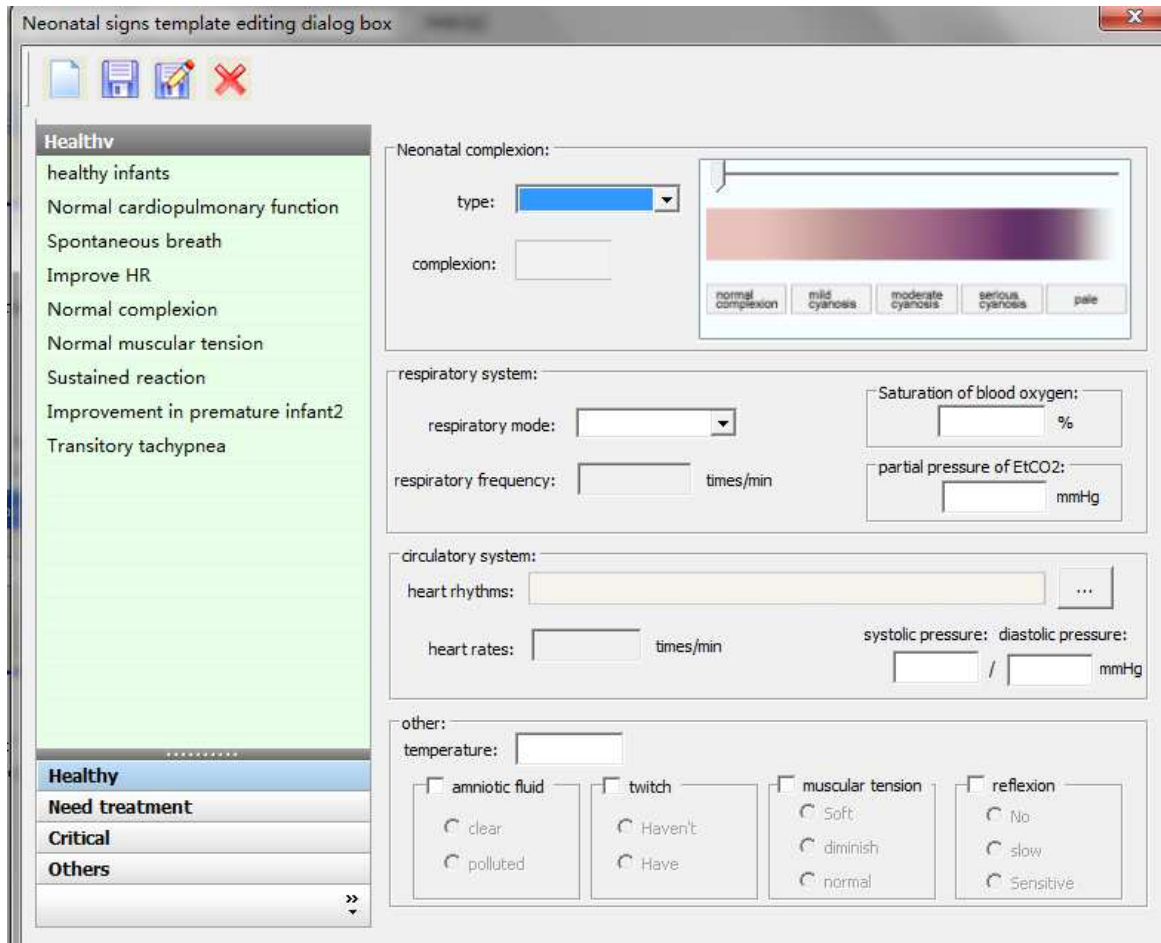 Neonatal signs template editing dialog box
Healthy
healthy infants
Normal cardiopulmonary function
Spontaneous breath
Improve HR
Normal complexion
Normal muscular tension
Sustained reaction
Improvement in premature infant2
Transitory tachypnea
Healthy
Need treatment
Critical
Others
Neonatal complexion:
type:
complexion:
normal complexion
mild cyanosis
moderate cyanosis
serious cyanosis
pale
respiratory system:
respiratory mode:
respiratory frequency: times/min
Saturation of blood oxygen:
%
partial pressure of EtCO2:
mmHg
circulatory system:
heart rhythms: ...
heart rates: times/min
systolic pressure: diastolic pressure:
/ mmHg
other:
temperature:
amniotic fluid
clear
polluted
twitch
Haven't
Have
muscular tension
Soft
diminish
normal
reflexion
No
slow
Sensitive